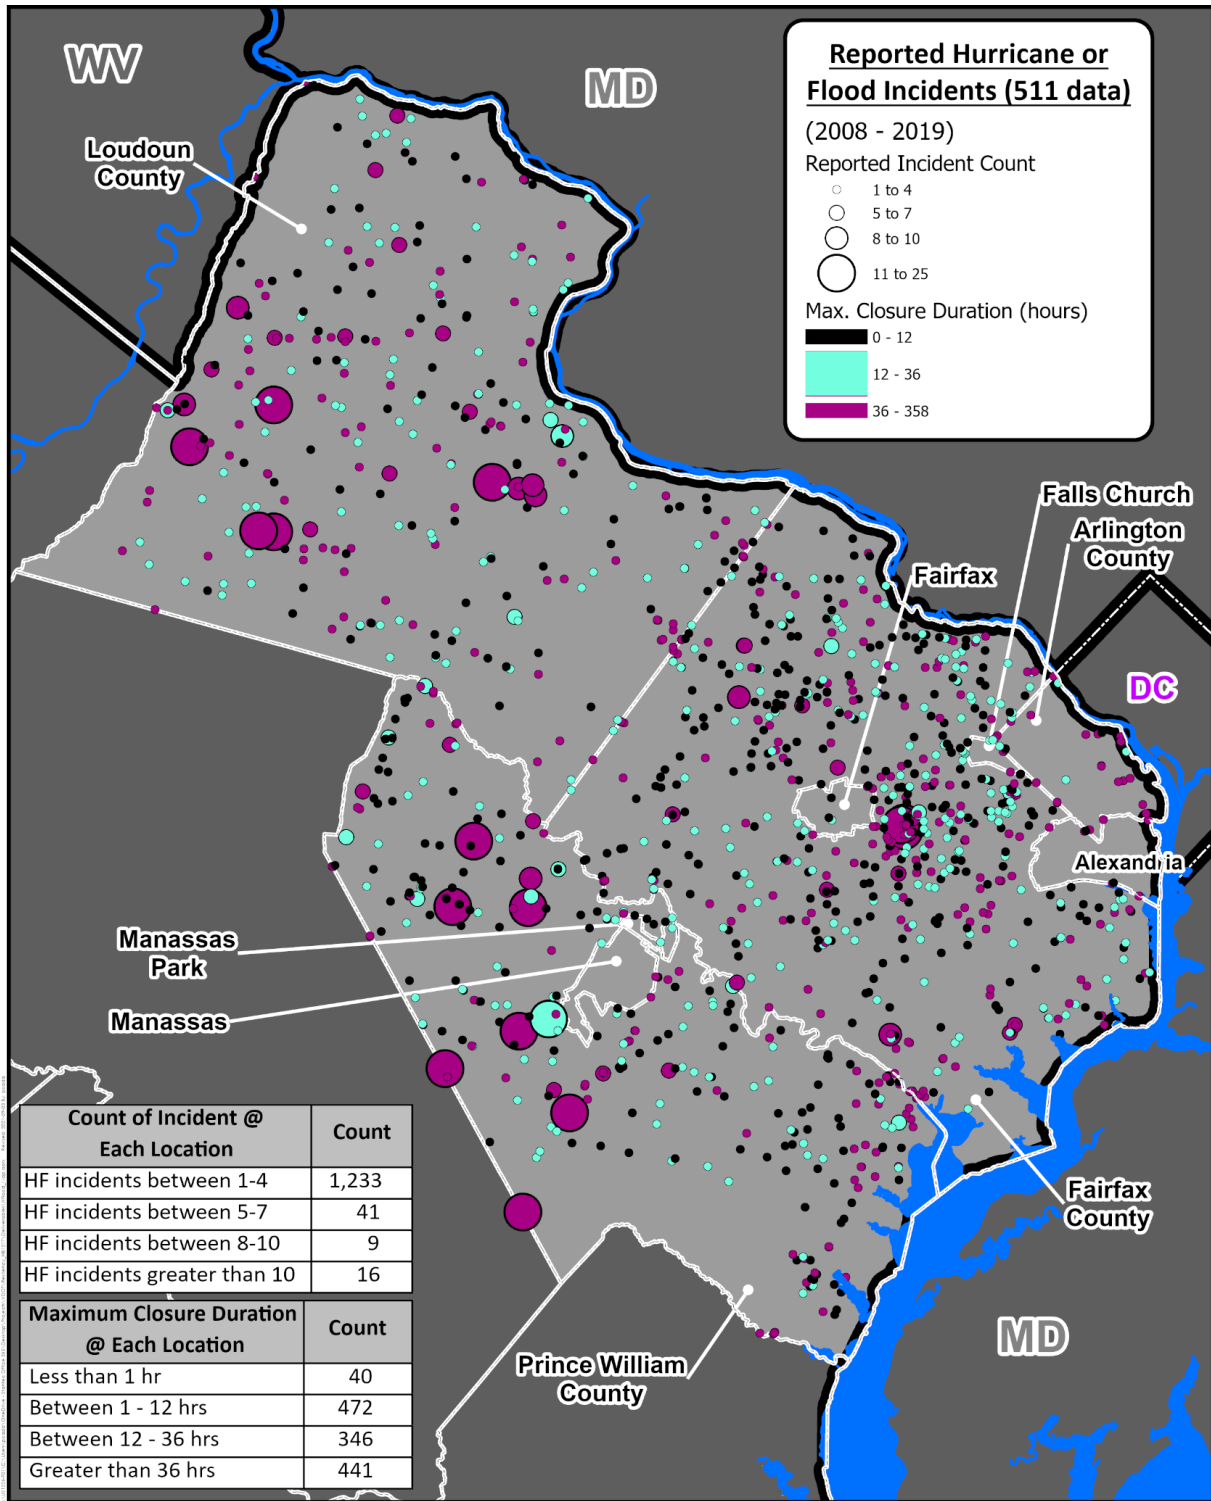 WV
MD
Reported Hurricane or
Flood Incidents (511 data)
(2008 - 2019)
Reported Incident Count
1 to 4
5 to 7
8 to 10
11 to 25
Max. Closure Duration (hours)
0 - 12
12 - 36
36 - 358
Loudoun
County
Falls Church
Arlington
County
Fairfax
DC
Alexandria
Manassas
Park
Manassas
Fairfax
County
Prince William
County
MD
Count of Incident @
Each Location
Count
HF incidents between 1-4 1,233
HF incidents between 5-7 41
HF incidents between 8-10 9
HF incidents greater than 10 16
Maximum Closure Duration
@ Each Location
Count
Less than 1 hr 40
Between 1 - 12 hrs 472
Between 12 - 36 hrs 346
Greater than 36 hrs 441